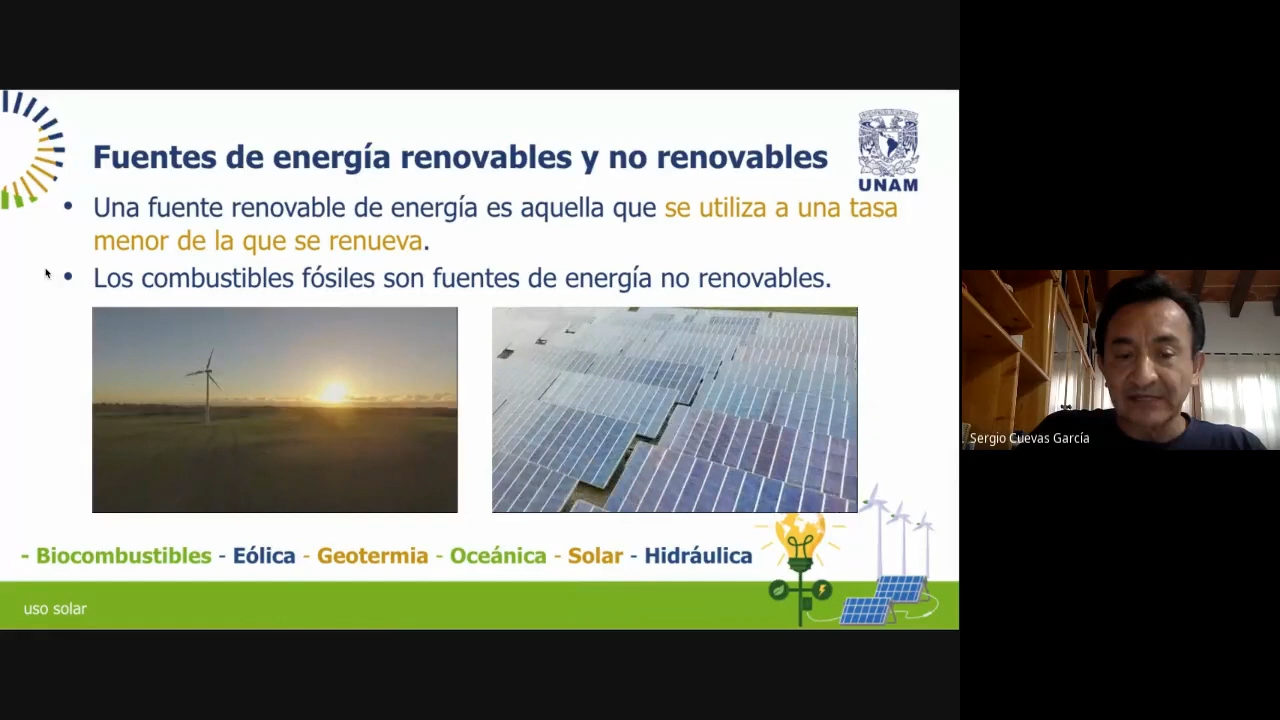 Fuentes de energía renovables y no renovables
UNAM
• Una fuente renovable de energía es aquella que se utiliza a una tasa
menor de la que se renueva.
• Los combustibles fósiles son fuentes de energía no renovables.
- Biocombustibles - Eólica - Geotermia - Oceánica - Solar - Hidráulica
uso solar
Sergio Cuevas García